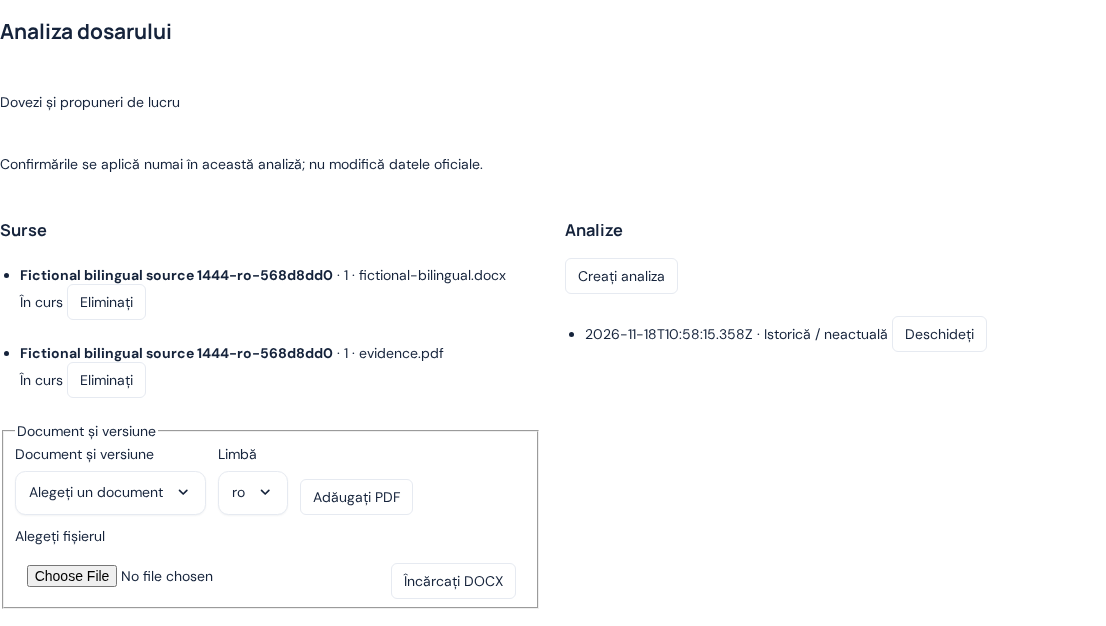 Analiza dosarului
Dovezi și propuneri de lucru
Confirmările se aplică numai în această analiză; nu modifică datele oficiale.
Surse
Fictional bilingual source 1444-ro-568d8dd0 · 1 · fictional-bilingual.docx
În curs Eliminați
Fictional bilingual source 1444-ro-568d8dd0 · 1 · evidence.pdf
În curs Eliminați
Document și versiune
Document și versiune Limbă
Alegeți un document ro Adăugați PDF
Alegeți fișierul
Choose File No file chosen Încărcați DOCX
Analize
Creați analiza
2026-11-18T10:58:15.358Z · Istorică / neactuală Deschideți